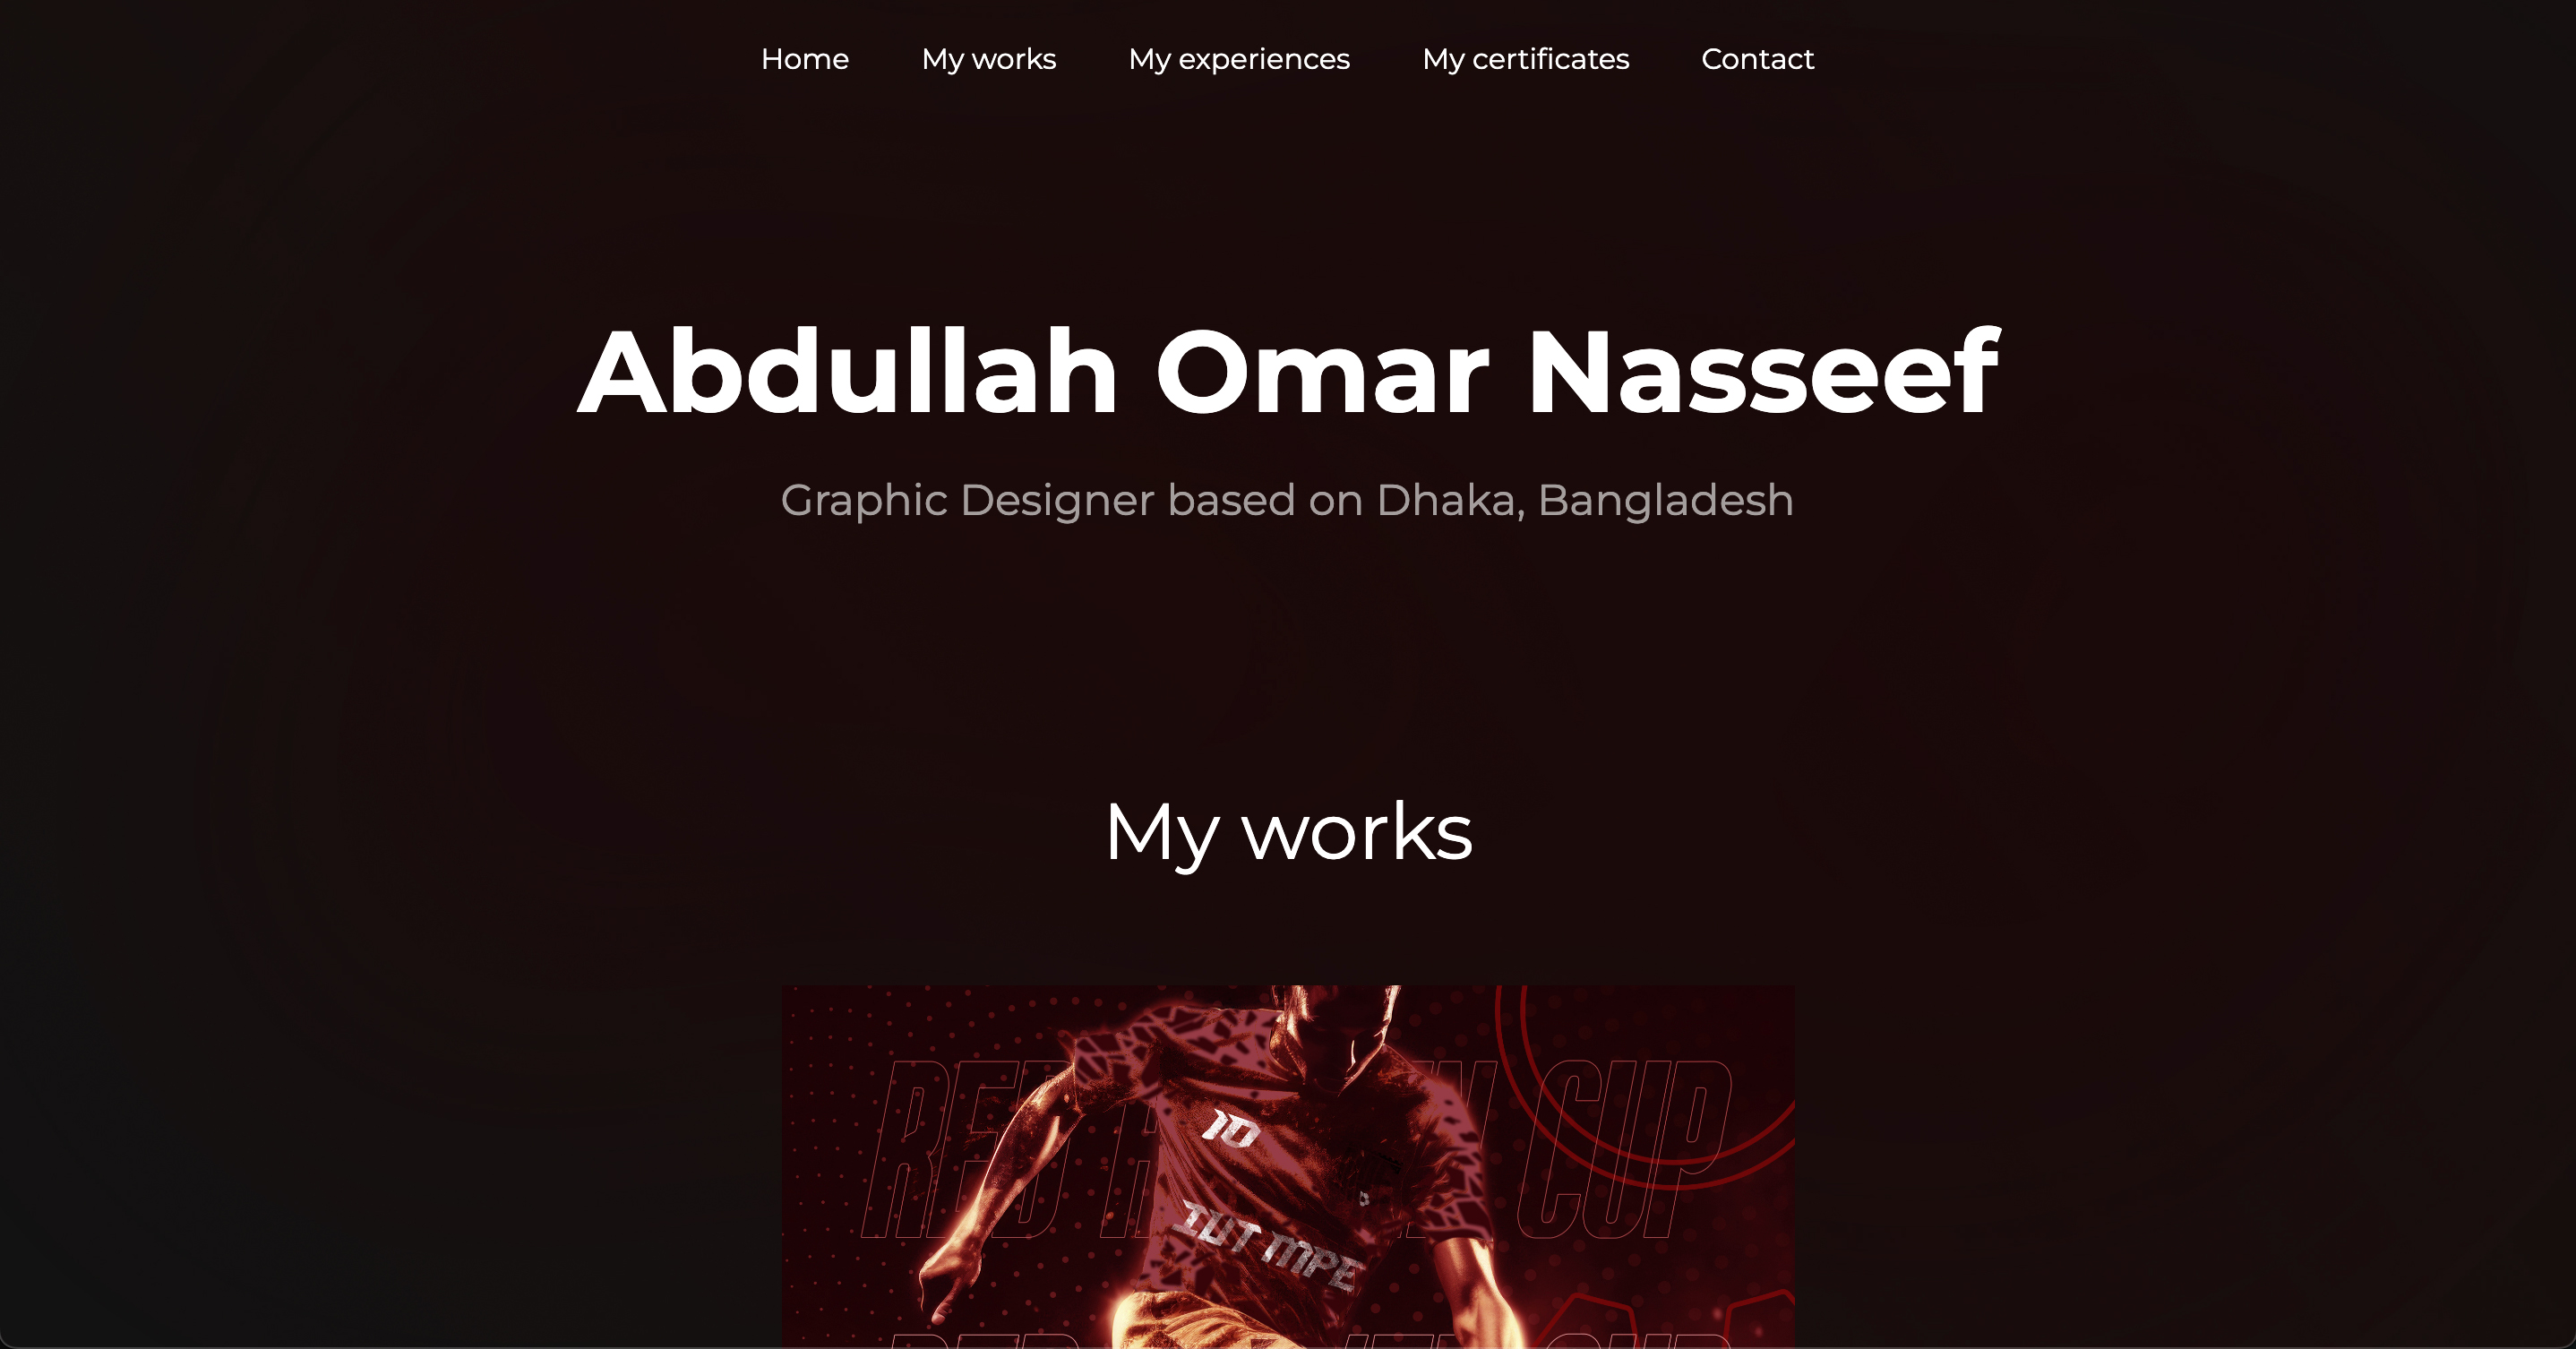 Home My works My experiences My certificates Contact
Abdullah Omar Nasseef
Graphic Designer based on Dhaka, Bangladesh
My works
RED CUP
10
IUT MPE
CUP